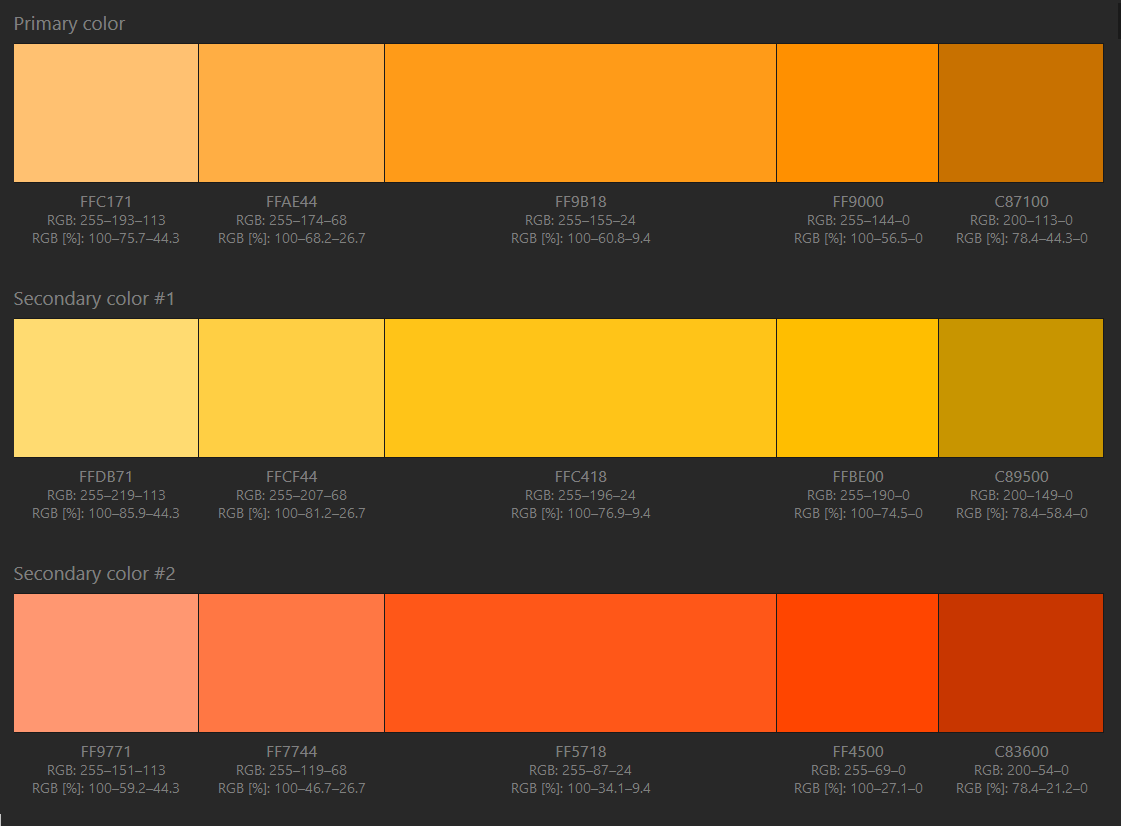 Primary color
FFC171 FFAE44 FF9B18 FF9000 C87100
RGB: 255–193–113 RGB: 255–174–68 RGB: 255–155–24 RGB: 255–144–0 RGB: 200–113–0
RGB [%]: 100–75.7–44.3 RGB [%]: 100–68.2–26.7 RGB [%]: 100–60.8–9.4 RGB [%]: 100–56.5–0 RGB [%]: 78.4–44.3–0
Secondary color #1
FFDB71 FFCF44 FFC418 FFBE00 C89500
RGB: 255–219–113 RGB: 255–207–68 RGB: 255–196–24 RGB: 255–190–0 RGB: 200–149–0
RGB [%]: 100–85.9–44.3 RGB [%]: 100–81.2–26.7 RGB [%]: 100–76.9–9.4 RGB [%]: 100–74.5–0 RGB [%]: 78.4–58.4–0
Secondary color #2
FF9771 FF7744 FF5718 FF4500 C83600
RGB: 255–151–113 RGB: 255–119–68 RGB: 255–87–24 RGB: 255–69–0 RGB: 200–54–0
RGB [%]: 100–59.2–44.3 RGB [%]: 100–46.7–26.7 RGB [%]: 100–34.1–9.4 RGB [%]: 100–27.1–0 RGB [%]: 78.4–21.2–0